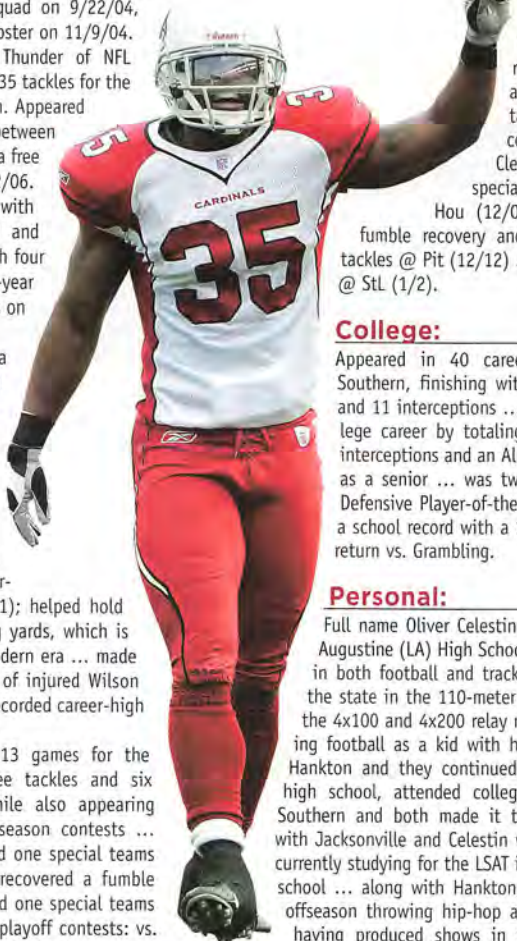 quad on 9/22/04,
oster on 11/9/04.
Thunder of NFL
35 tackles for the
Appeared
between
a free
/06.
with
and
h four
-year
on
a
1); helped hold
yards, which is
dern era ... made
of injured Wilson
corded career-high
13 games for the
ee tackles and six
ile also appearing
season contests ...
d one special teams
recovered a fumble
d one special teams
playoff contests: vs.
35
35
CARDINALS
35
Cle
special
Hou (12/0
fumble recovery and
tackles @ Pit (12/12)
@ StL (1/2).
College:
Appeared in 40 caree
Southern, finishing wit
and 11 interceptions ..
lege career by totaling
interceptions and an Al
as a senior ... was tw
Defensive Player-of-the
a school record with a
return vs. Grambling.
Personal:
Full name Oliver Celestin
Augustine (LA) High Schoo
in both football and track
the state in the 110-meter
the 4x100 and 4x200 relay
ing football as a kid with h
Hankton and they continued
high school, attended colleg
Southern and both made it t
with Jacksonville and Celestin
currently studying for the LSAT i
school ... along with Hankton
offseason throwing hip-hop a
having produced shows in